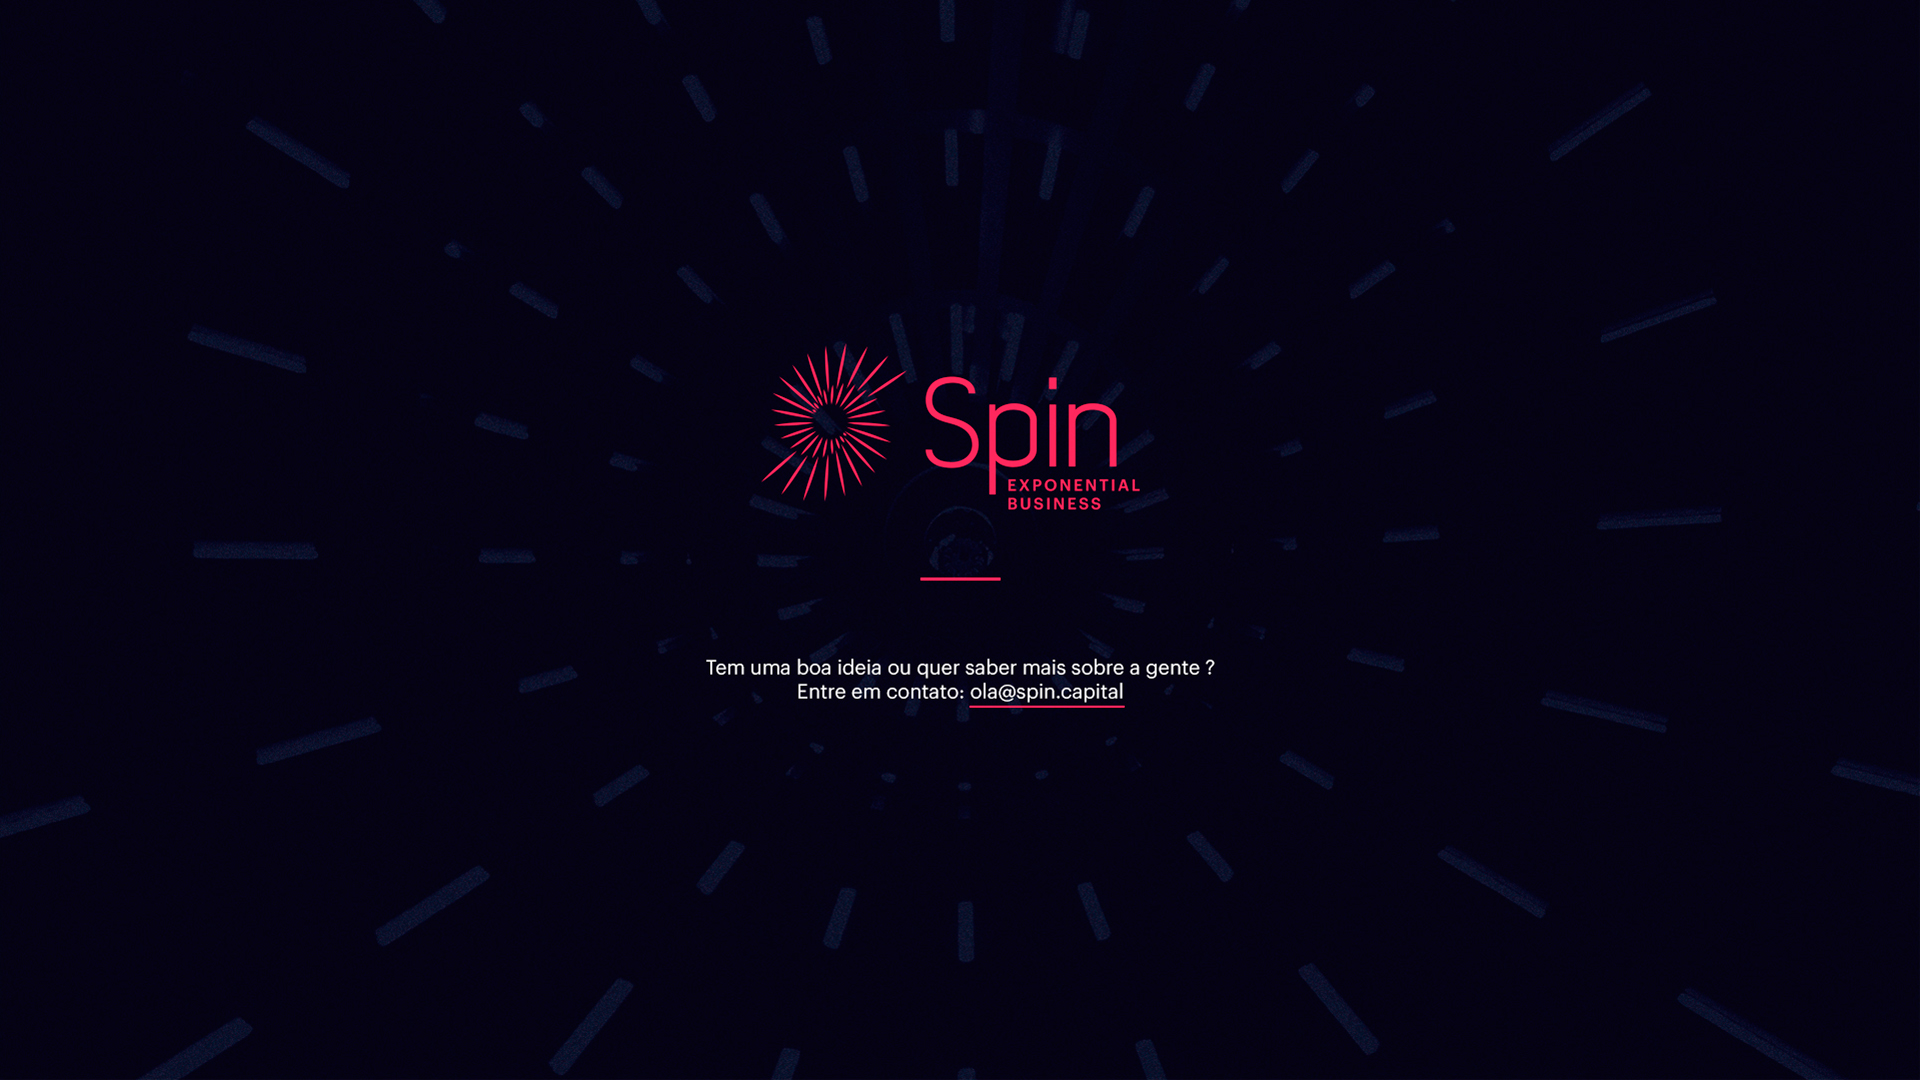 Spin
EXPONENTIAL
BUSINESS
Tem uma boa ideia ou quer saber mais sobre a gente ?
Entre em contato: ola@spin.capital